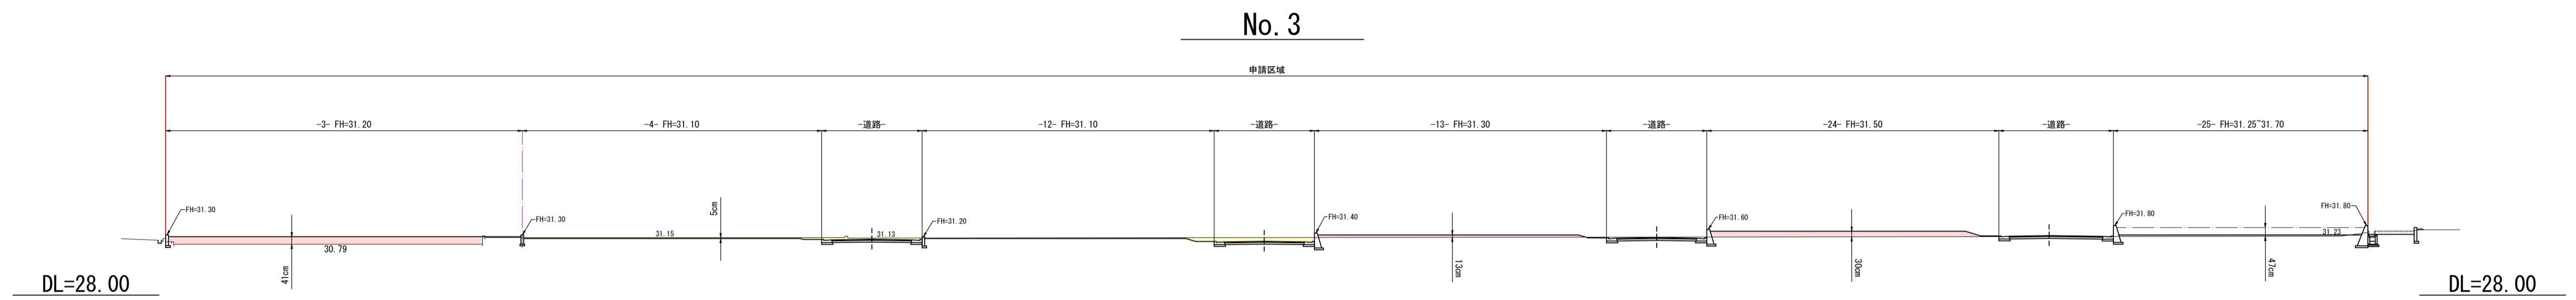 No.3
申請区域
-3- FH=31.20
-4- FH=31.10
-道路-
-12- FH=31.10
-道路-
-13- FH=31.30
-道路-
-24- FH=31.50
-道路-
-25- FH=31.25~31.70
FH=31.30
FH=31.30
5cm
FH=31.20
FH=31.40
FH=31.60
FH=31.80
FH=31.80
30.79
31.15
31.13
31.23
41cm
13cm
30cm
47cm
DL=28.00
DL=28.00